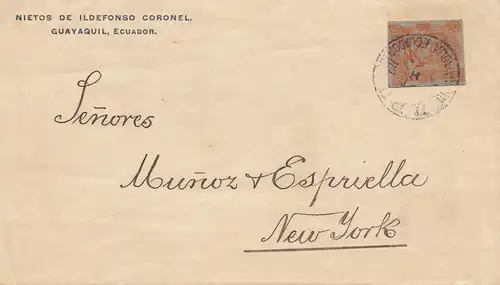 NIETOS DE ILDEFONSO CORONEL.
GUAYAQUIL, ECUADOR.
Señores
Muñoz & Espriella
New York